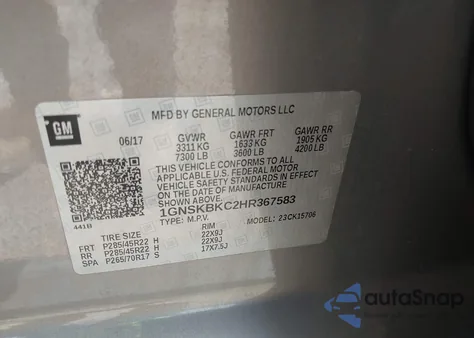 MFD BY GENERAL MOTORS LLC
GM
06/17 GVWR GAWR FRT GAWR RR
3311 KG 1633 KG 1905 KG
7300 LB 3600 LB 4200 LB
THIS VEHICLE CONFORMS TO ALL
APPLICABLE U.S. FEDERAL MOTOR
VEHICLE SAFETY STANDARDS IN EFFECT
ON THE DATE OF MANUFACTURE SHOWN ABOVE
1GNSKBKC2HR367583
441B TYPE: M.P.V. MODEL: 23CK15706
TIRE SIZE RIM
FRT P285/45R22 H 22X9J
RR P285/45R22 H 22X9J
SPA P265/70R17 S 17X7.5J
autoSnap